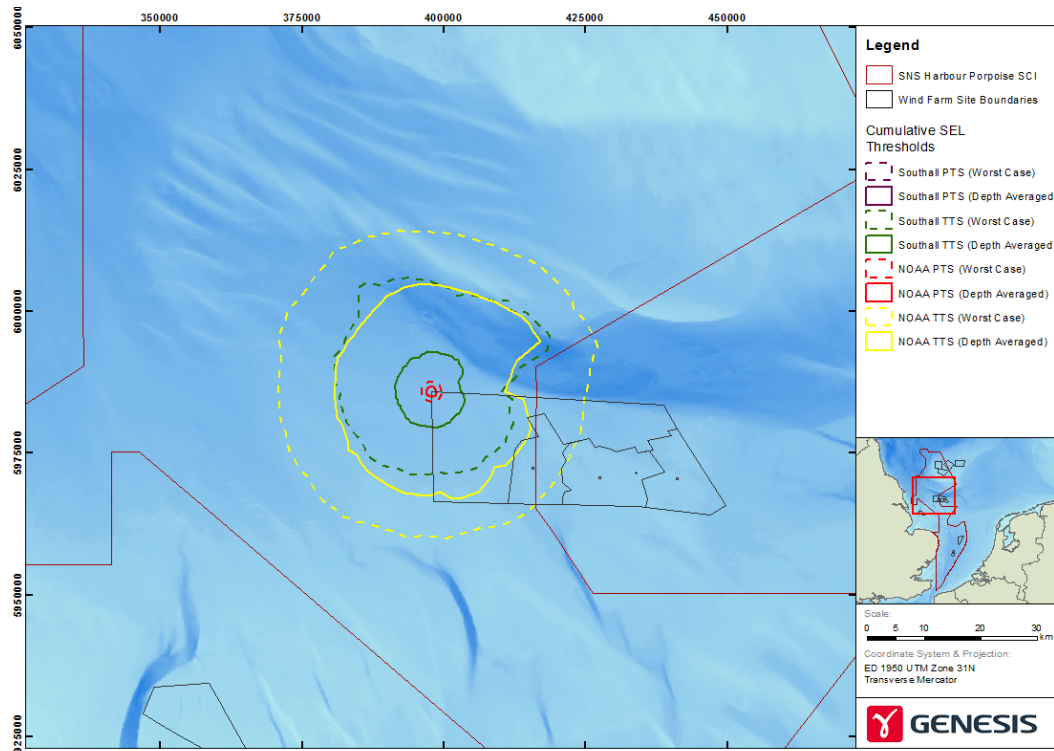 350000 375000 400000 425000 450000
6050000
6025000
6000000
5975000
5950000
925000
Legend
SNS Harbour Porpoise SCI
Wind Farm Site Boundaries
Cumulative SEL
Thresholds
Southall PTS (Worst Case)
Southall PTS (Depth Averaged
Southall TTS (Worst Case)
Southall TTS (Depth Averaged
NOAA PTS (Worst Case)
NOAA PTS (Depth Averaged)
NOAA TTS (Worst Case)
NOAA TTS (Depth Averaged)
Scale:
0 5 10 20 30
km
Coordinate System & Projection:
ED 1950 UTM Zone 31N
Transverse Mercator
GENESIS